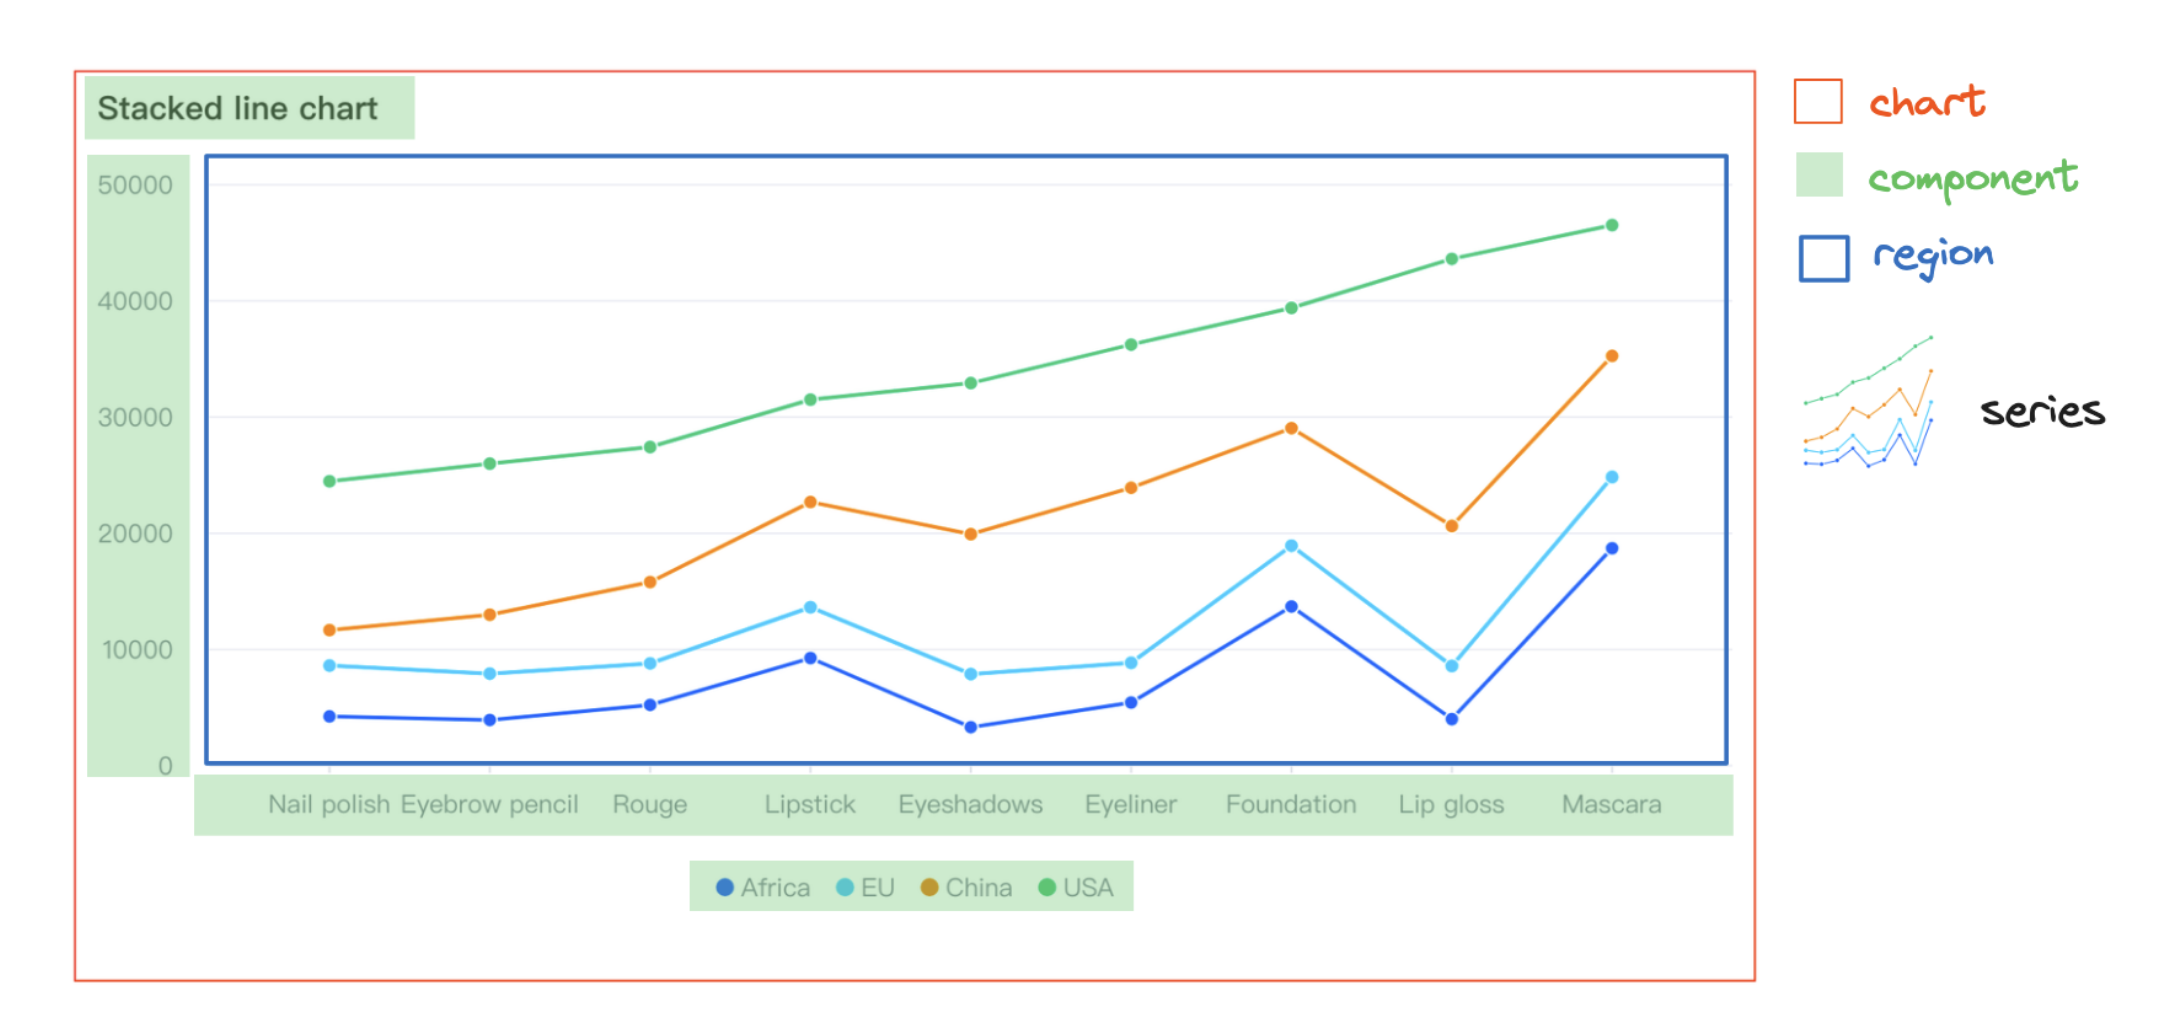 Stacked line chart
50000
40000
30000
20000
10000
0
Nail polish Eyebrow pencil Rouge Lipstick Eyeshadows Eyeliner Foundation Lip gloss Mascara
Africa EU China USA
chart
component
region
series